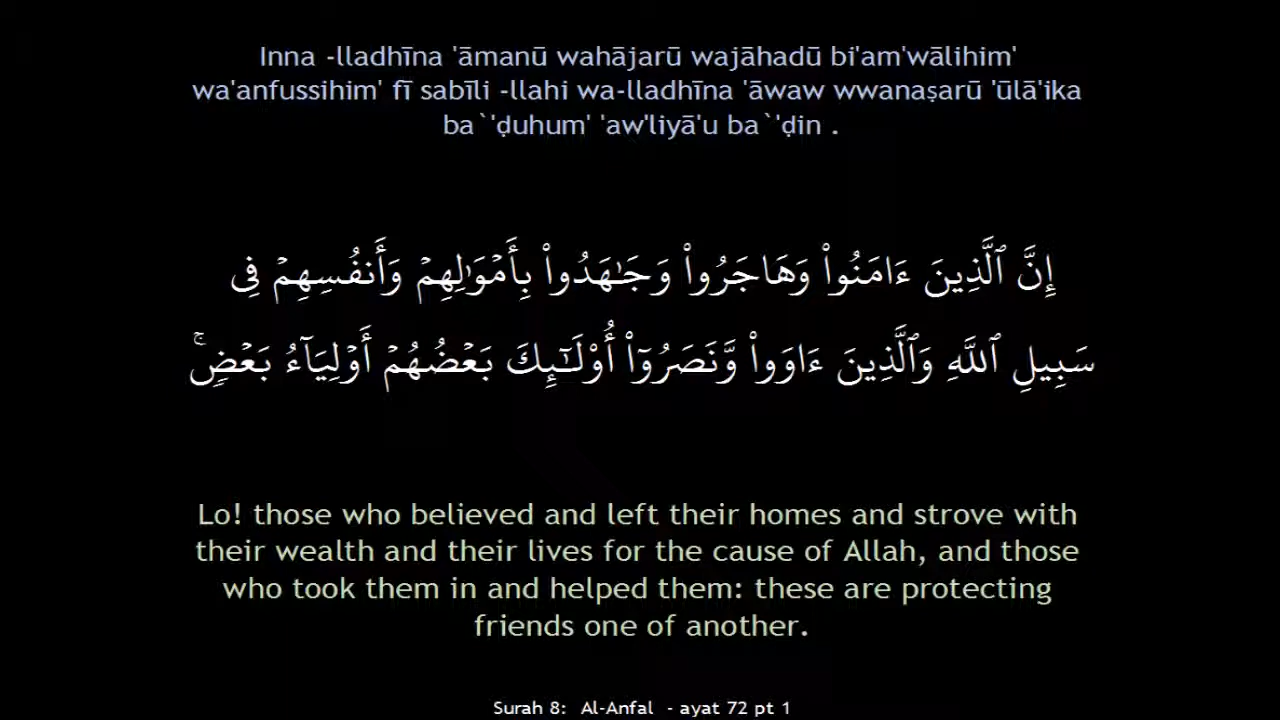 Inna -lladhīna 'āmanū wahājarū wajāhadū bi'am'wālihim'
wa'anfussihim' fī sabīli -llahi wa-lladhīna 'āwaw wwanaṣarū 'ūlā'ika
ba`'ḍuhum' 'aw'liyā'u ba`'ḍin .
إِنَّ ٱلَّذِينَ ءَامَنُوا۟ وَهَاجَرُوا۟ وَجَـٰهَدُوا۟ بِأَمْوَٰلِهِمْ وَأَنفُسِهِمْ فِى
سَبِيلِ ٱللَّهِ وَٱلَّذِينَ ءَاوَوا۟ وَّنَصَرُوٓا۟ أُو۟لَـٰٓئِكَ بَعْضُهُمْ أَوْلِيَآءُ بَعْضٍۢ ۚ
Lo! those who believed and left their homes and strove with
their wealth and their lives for the cause of Allah, and those
who took them in and helped them: these are protecting
friends one of another.
Surah 8: Al-Anfal - ayat 72 pt 1